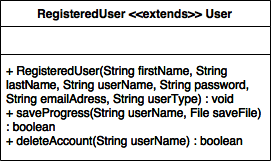 RegisteredUser <<extends>> User
+ RegisteredUser(String firstName, String
lastName, String userName, String password,
String emailAdress, String userType) : void
+ saveProgress(String userName, File saveFile)
: boolean
+ deleteAccount(String userName) : boolean